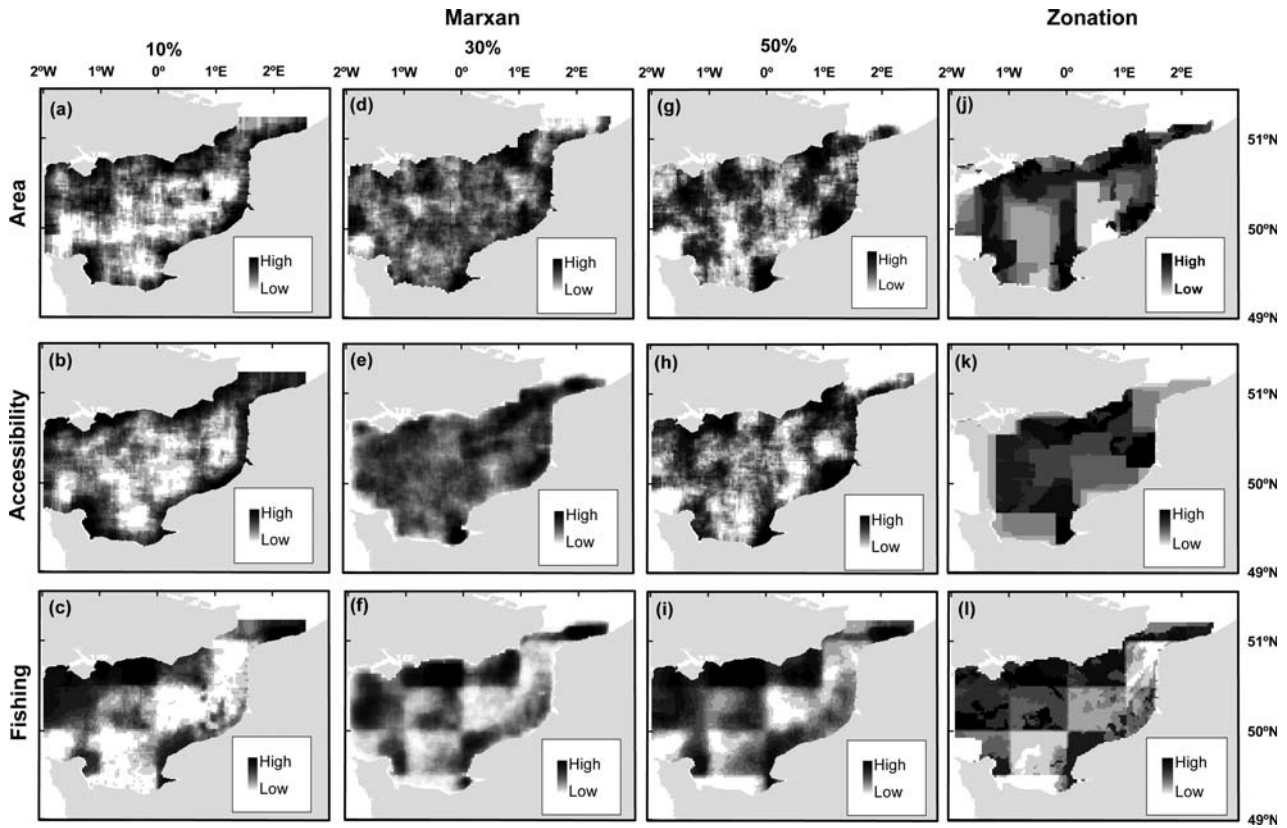 Marxan Zonation
10% 30% 50%
2ºW 1ºW 0º 1ºE 2ºE 2ºW 1ºW 0º 1ºE 2ºE 2ºW 1ºW 0º 1ºE 2ºE 2ºW 1ºW 0º 1ºE 2ºE
Area
(a) (d) (g) (j)
51ºN
50ºN
High High High High
Low Low Low Low
49ºN
Accessibility
(b) (e) (h) (k)
51ºN
50ºN
High High High High
Low Low Low Low
49ºN
Fishing
(c) (f) (i) (l)
51ºN
50ºN
High High High High
Low Low Low Low
49ºN